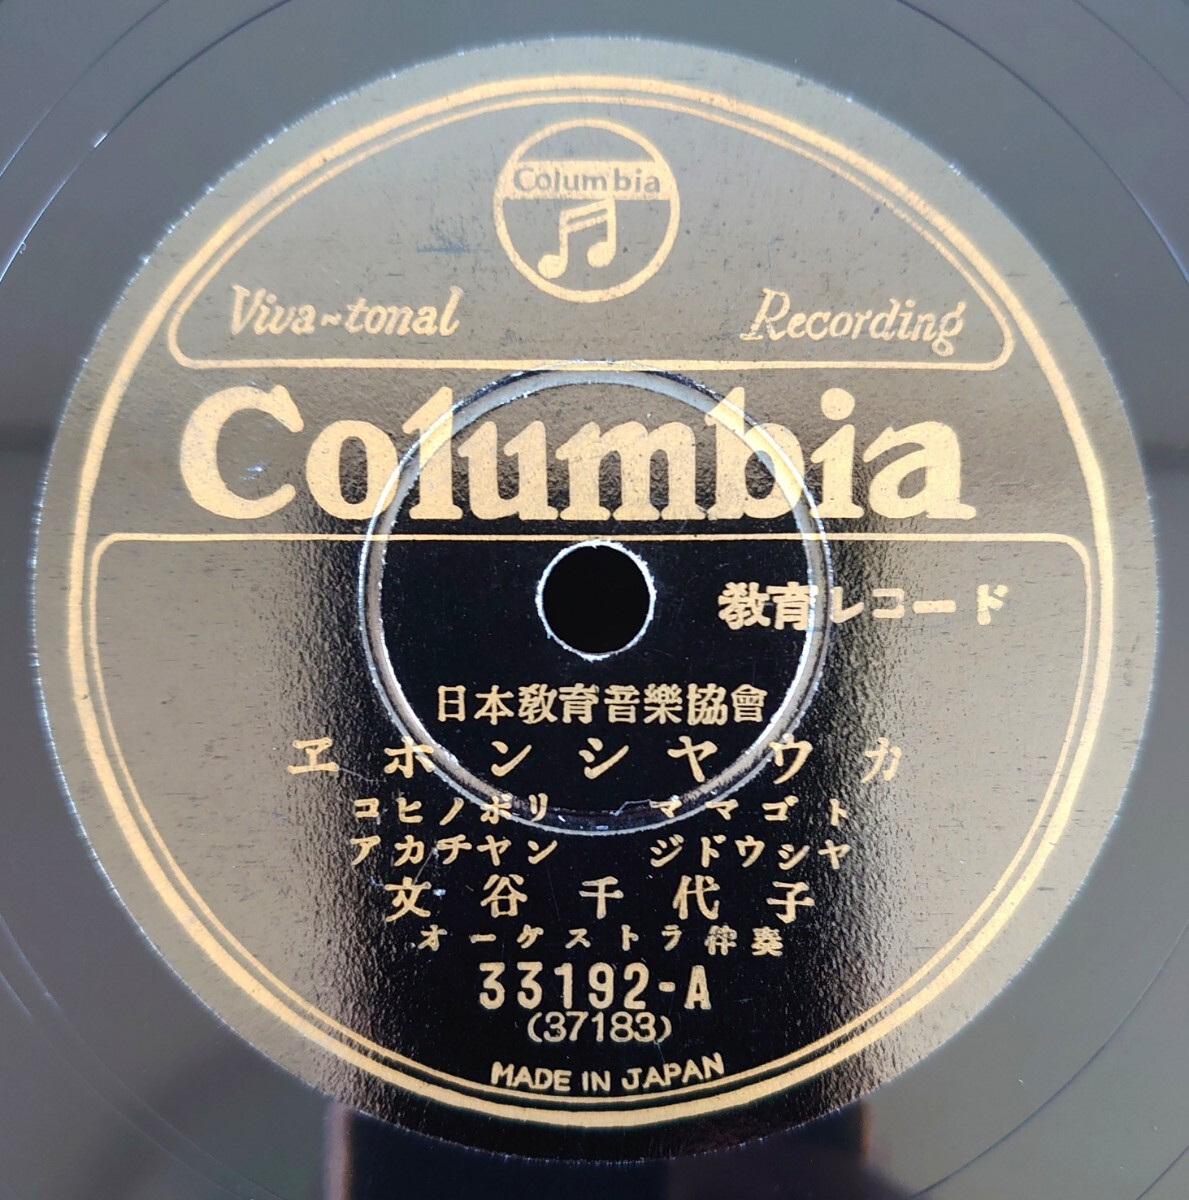 Columbia
Viva-tonal Recording
Columbia
教育レコード
日本教育音樂協會
ヱホンシヤウカ
コヒノボリ ママゴト
アカチヤン ジドウシヤ
文谷千代子
オーケストラ伴奏
33192-A
(37183)
MADE IN JAPAN